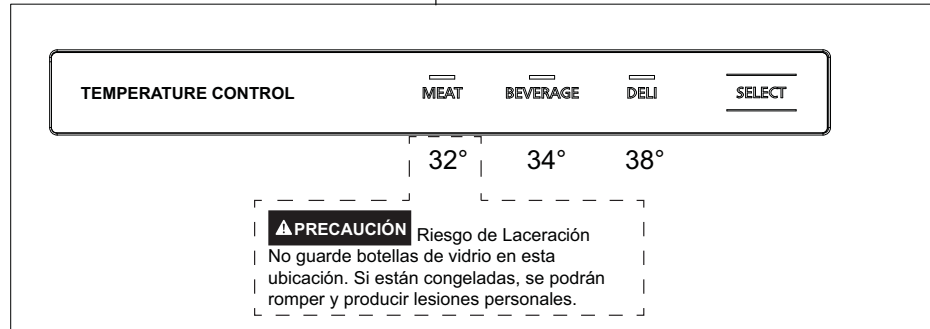 TEMPERATURE CONTROL MEAT BEVERAGE DELI SELECT
32° 34° 38°
PRECAUCIÓN Riesgo de Laceración
No guarde botellas de vidrio en esta
ubicación. Si están congeladas, se podrán
romper y producir lesiones personales.